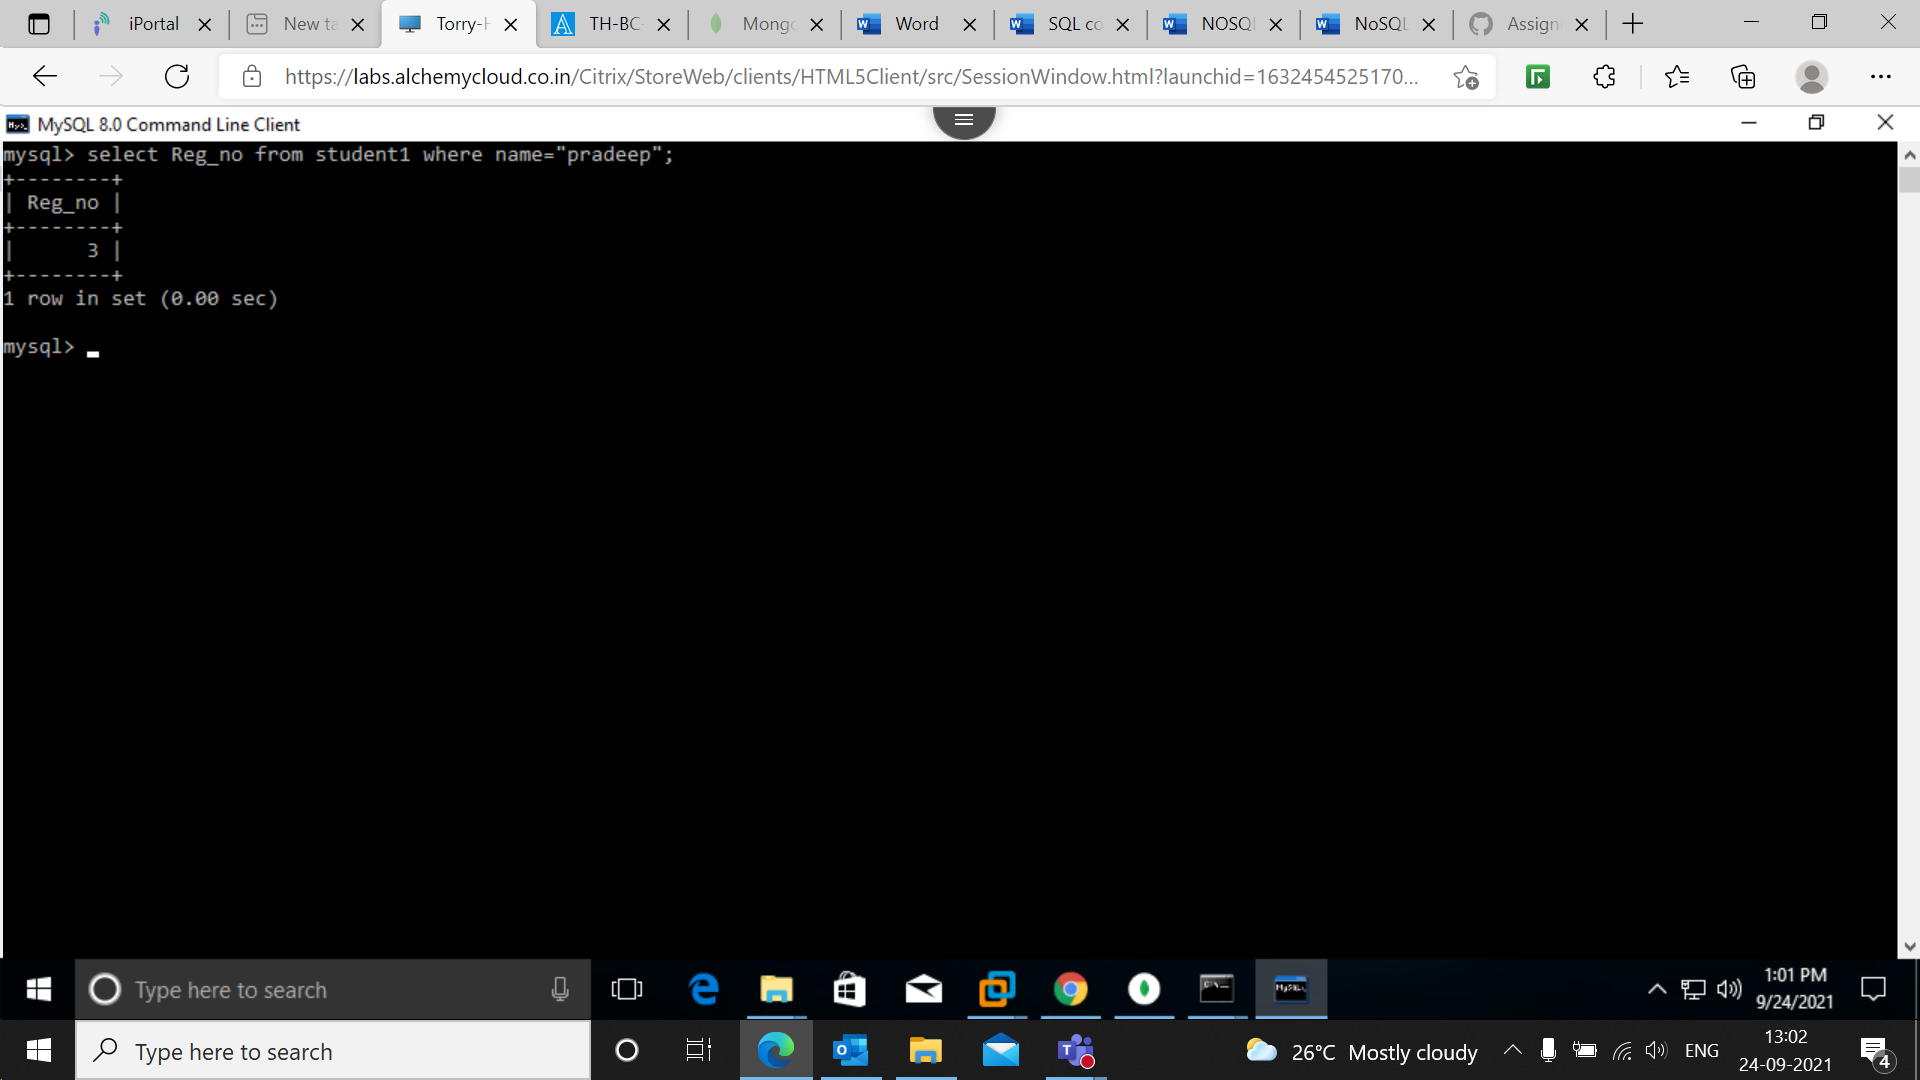 iPortal
New ta
Torry-H
TH-BC-
Mongo
Word
SQL co
NOSQL
NoSQL
Assign
https://labs.alchemycloud.co.in/Citrix/StoreWeb/clients/HTML5Client/src/SessionWindow.html?launchid=1632454525170...
MySQL 8.0 Command Line Client
mysql> select Reg_no from student1 where name="pradeep";
+--------+
| Reg_no |
+--------+
|      3 |
+--------+
1 row in set (0.00 sec)
mysql>
Type here to search
1:01 PM
9/24/2021
Type here to search
26°C Mostly cloudy
ENG
13:02
24-09-2021
4